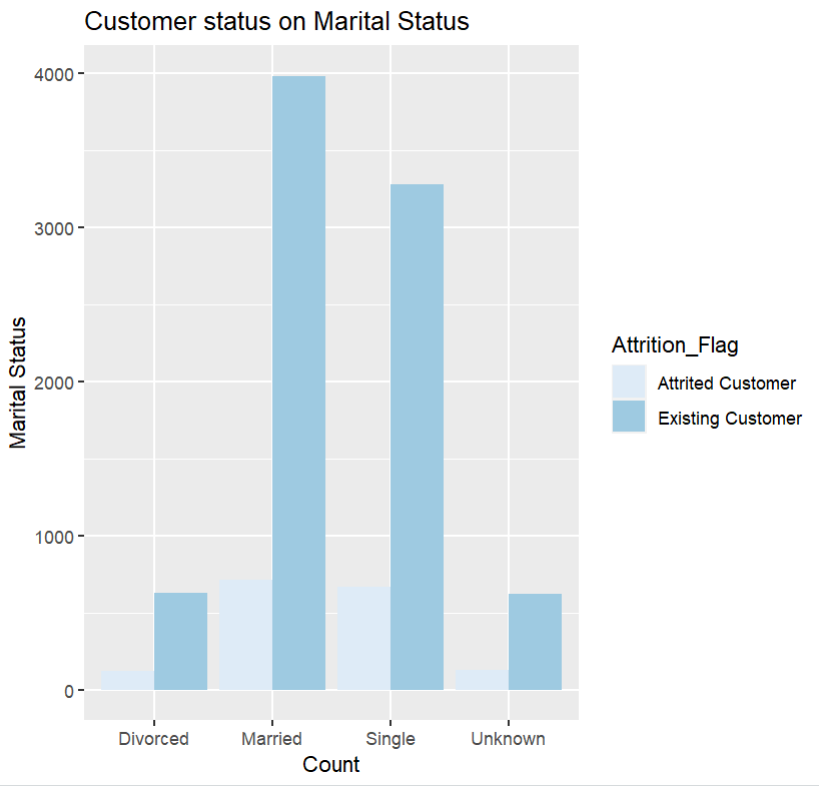 Customer status on Marital Status
4000
3000
2000
1000
0
Marital Status
Divorced Married Single Unknown
Count
Attrition_Flag
Attrited Customer
Existing Customer